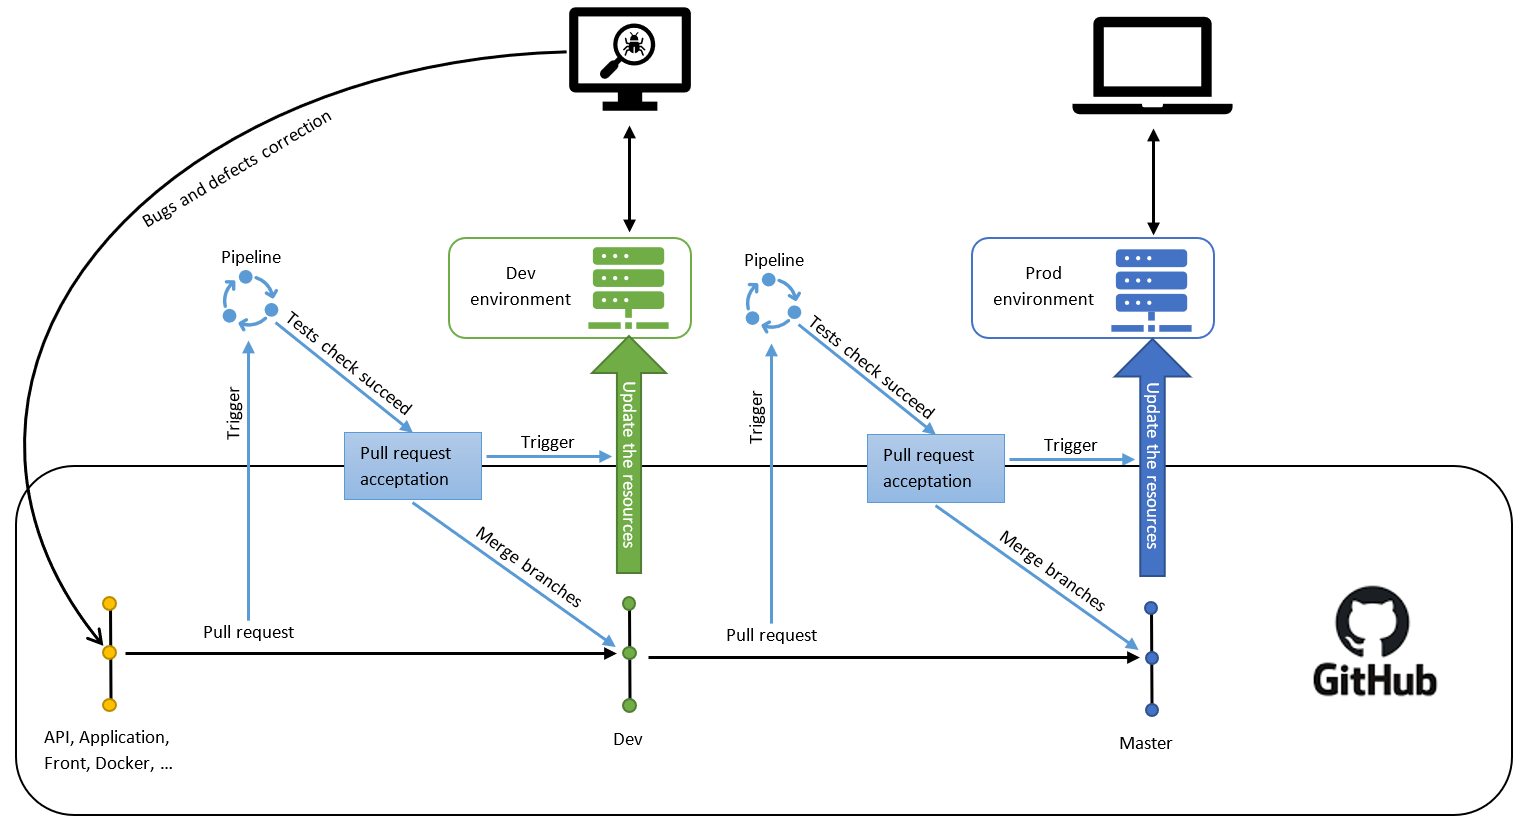 Bugs and defects correction
Pipeline
Dev
environment
Pipeline
Prod
environment
Tests check succeed
Tests check succeed
Trigger
Trigger
Update the resources
Update the resources
Pull request
acceptation
Trigger
Pull request
acceptation
Trigger
Merge branches
Merge branches
Pull request
Pull request
GitHub
API, Application,
Front, Docker, ...
Dev
Master